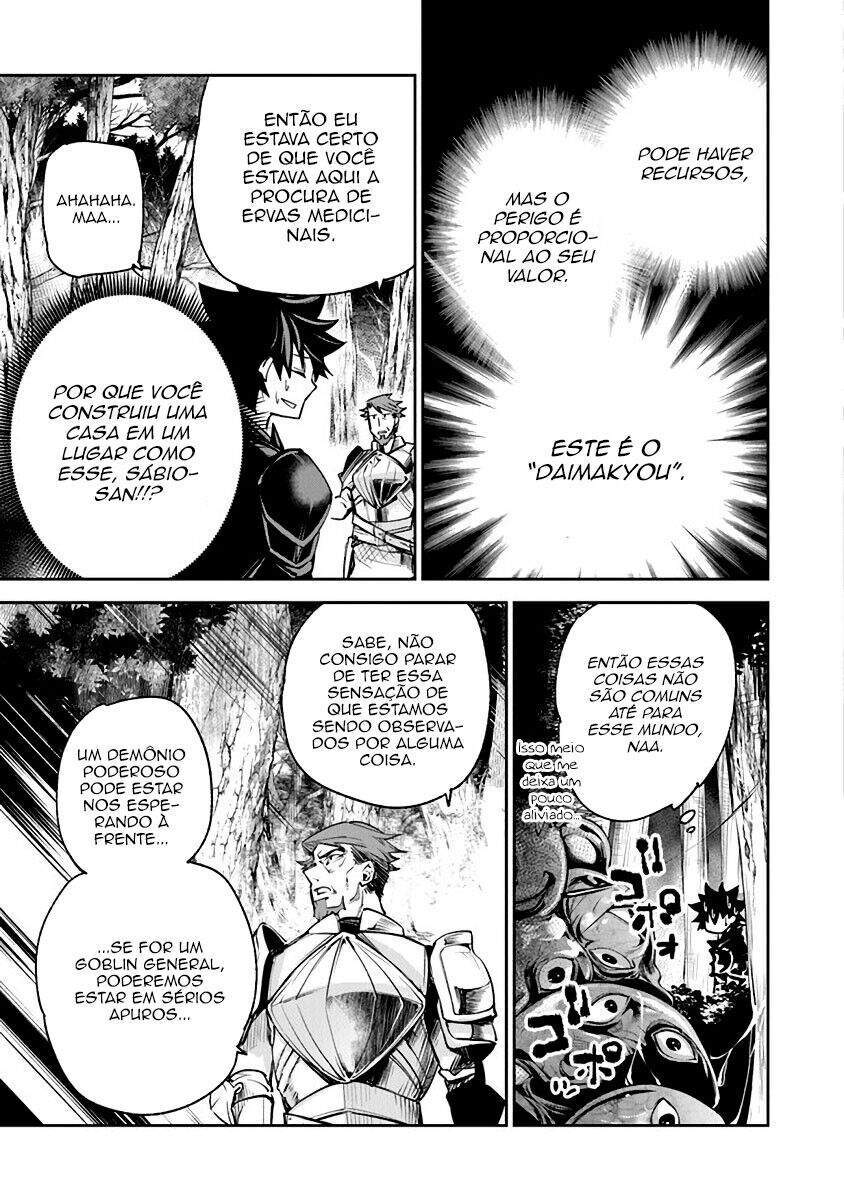 PODE HAVER
RECURSOS,
MAS O
PERIGO É
PROPORCIO-
NAL AO SEU
VALOR.
ESTE É O
"DAIMAKYOU".
ENTÃO EU
ESTAVA CERTO
DE QUE VOCÊ
ESTAVA AQUI A
PROCURA DE
ERVAS MEDICI-
NAIS.
AHAHAHA.
MAA...
POR QUE VOCÊ
CONSTRUIU UMA
CASA EM UM
LUGAR COMO
ESSE, SÁBIO-
SAN!!?
ENTÃO ESSAS
COISAS NÃO
SÃO COMUNS
ATÉ PARA
ESSE MUNDO,
NAA.
Isso meio
que me
deixa um
pouco
aliviado...
ゴポゴポッ
SABE, NÃO
CONSIGO PARAR
DE TER ESSA
SENSAÇÃO DE
QUE ESTAMOS
SENDO OBSERVA-
DOS POR ALGUMA
COISA.
UM DEMÔNIO
PODEROSO
PODE ESTAR
NOS ESPE-
RANDO À
FRENTE...
...SE FOR UM
GOBLIN GENERAL,
PODEREMOS
ESTAR EM SÉRIOS
APUROS...